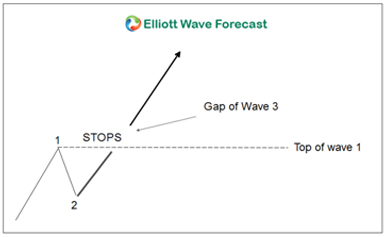 Elliott Wave Forecast
Gap of Wave 3
1
STOPS
Top of wave 1
2